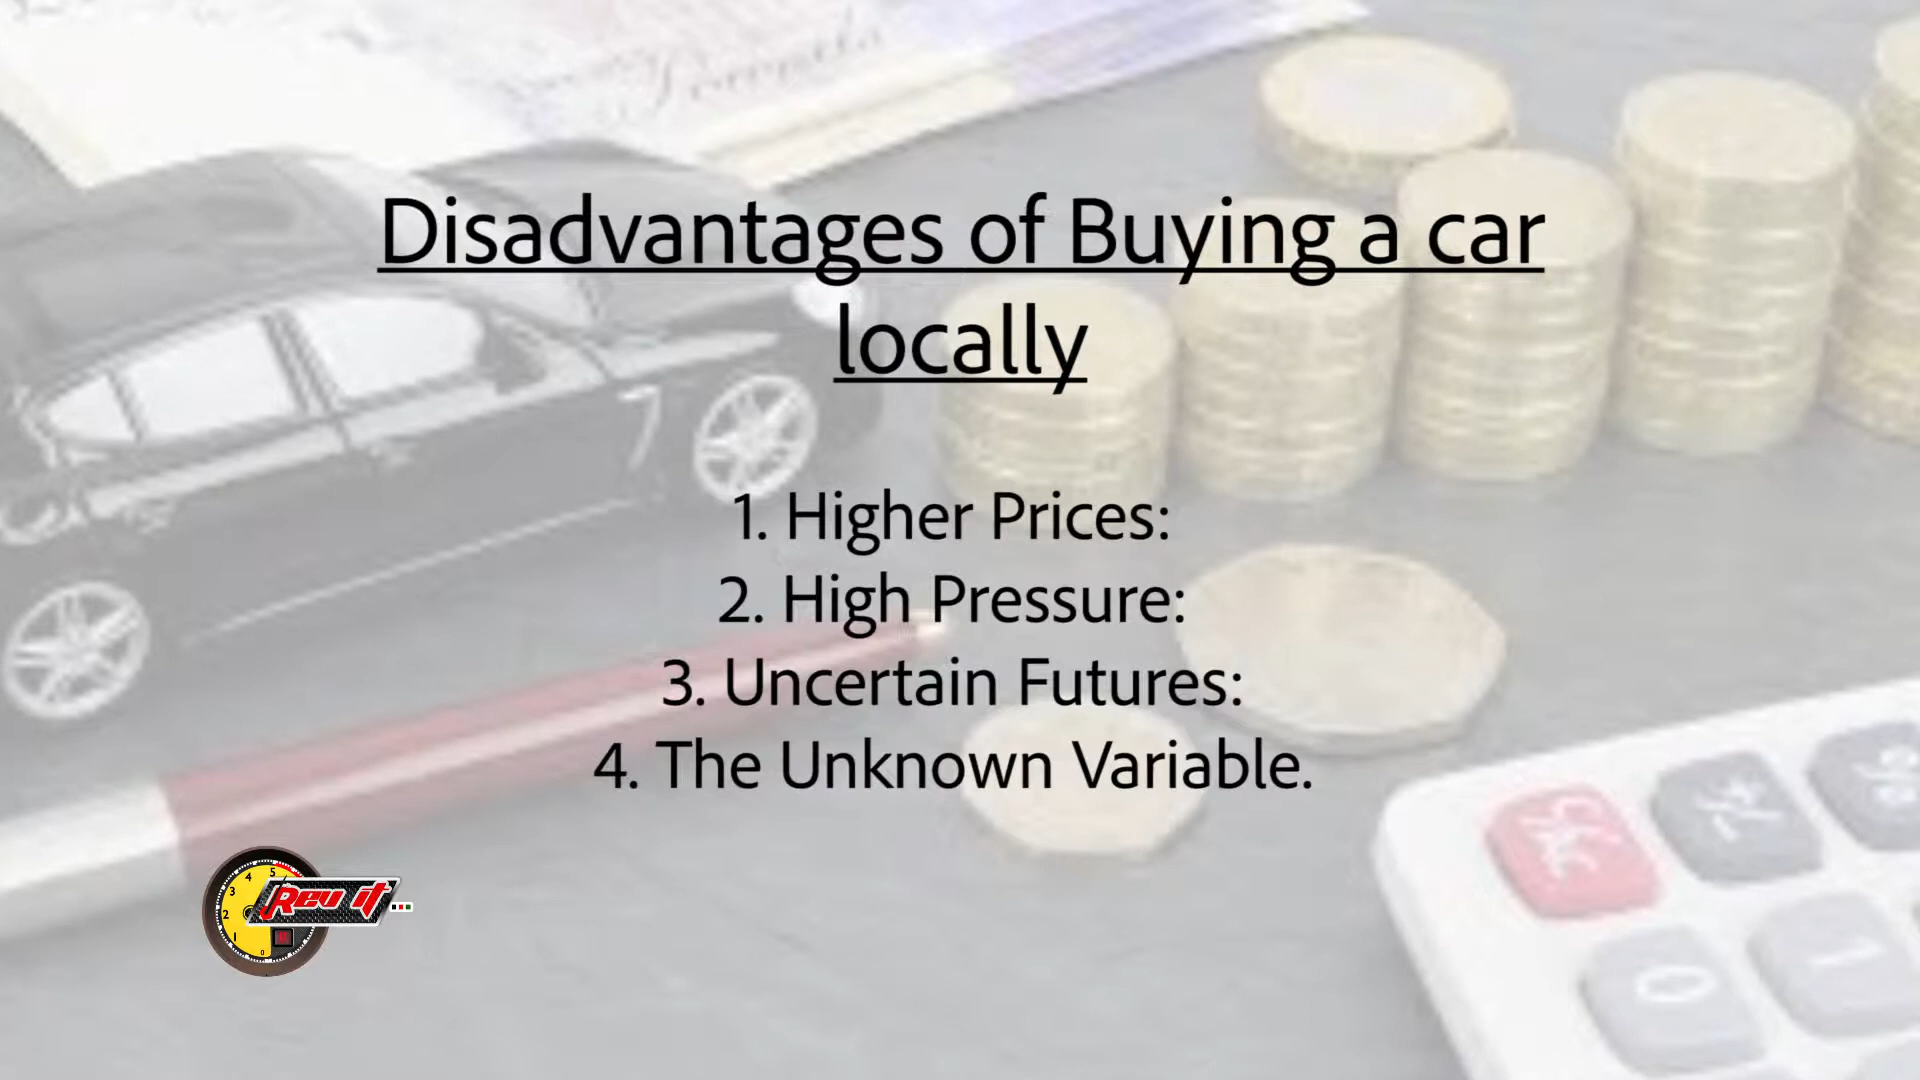 Disadvantages of Buying a car
locally
1. Higher Prices:
2. High Pressure:
3. Uncertain Futures:
4. The Unknown Variable.
Rev it